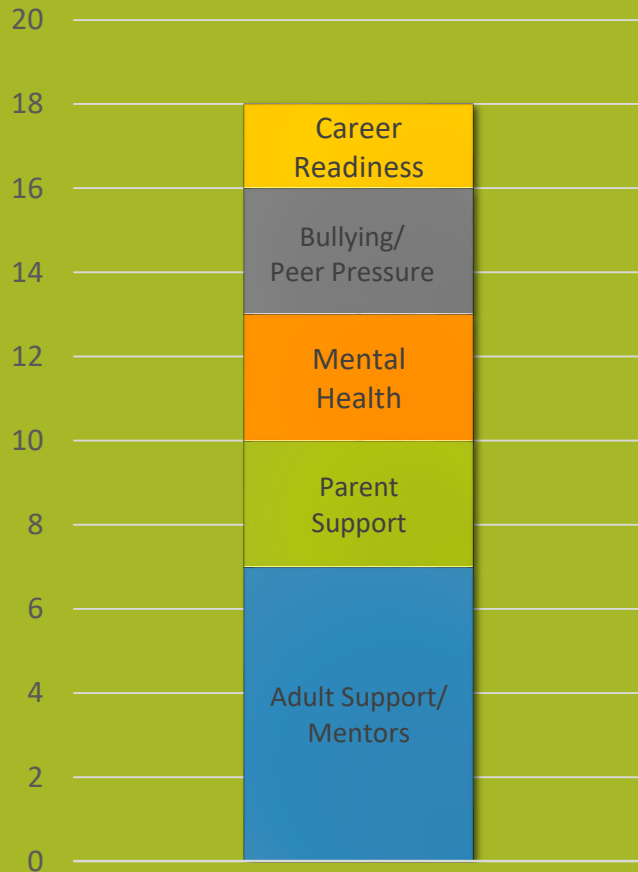 20
18
Career
Readiness
16
Bullying/
Peer Pressure
14
12
Mental
Health
10
Parent
Support
8
6
Adult Support/
Mentors
4
2
0